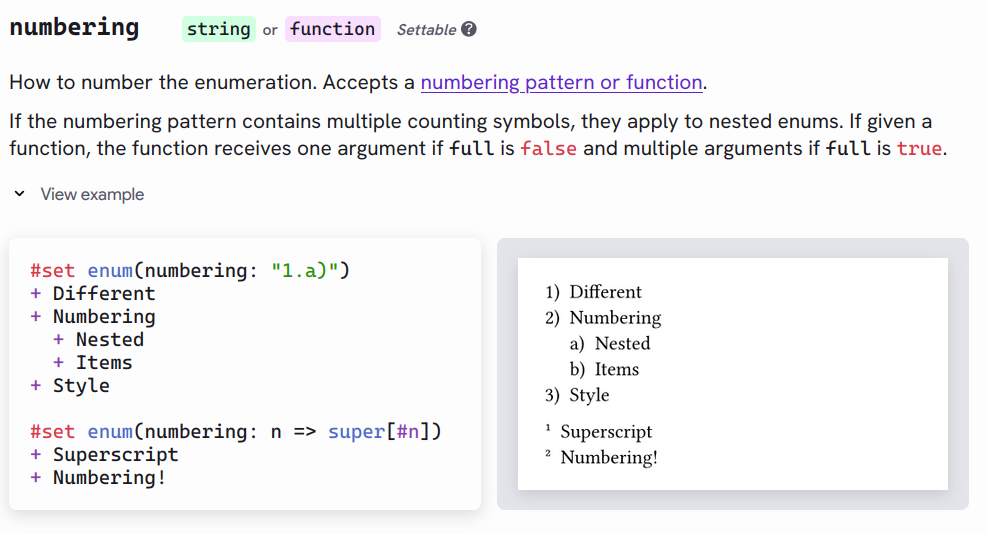 numbering string or function Settable ?
How to number the enumeration. Accepts a numbering pattern or function.
If the numbering pattern contains multiple counting symbols, they apply to nested enums. If given a
function, the function receives one argument if full is false and multiple arguments if full is true.
View example
#set enum(numbering: "1.a)")
+ Different
+ Numbering
  + Nested
  + Items
+ Style
#set enum(numbering: n => super[#n])
+ Superscript
+ Numbering!
1) Different
2) Numbering
a) Nested
b) Items
3) Style
¹ Superscript
² Numbering!